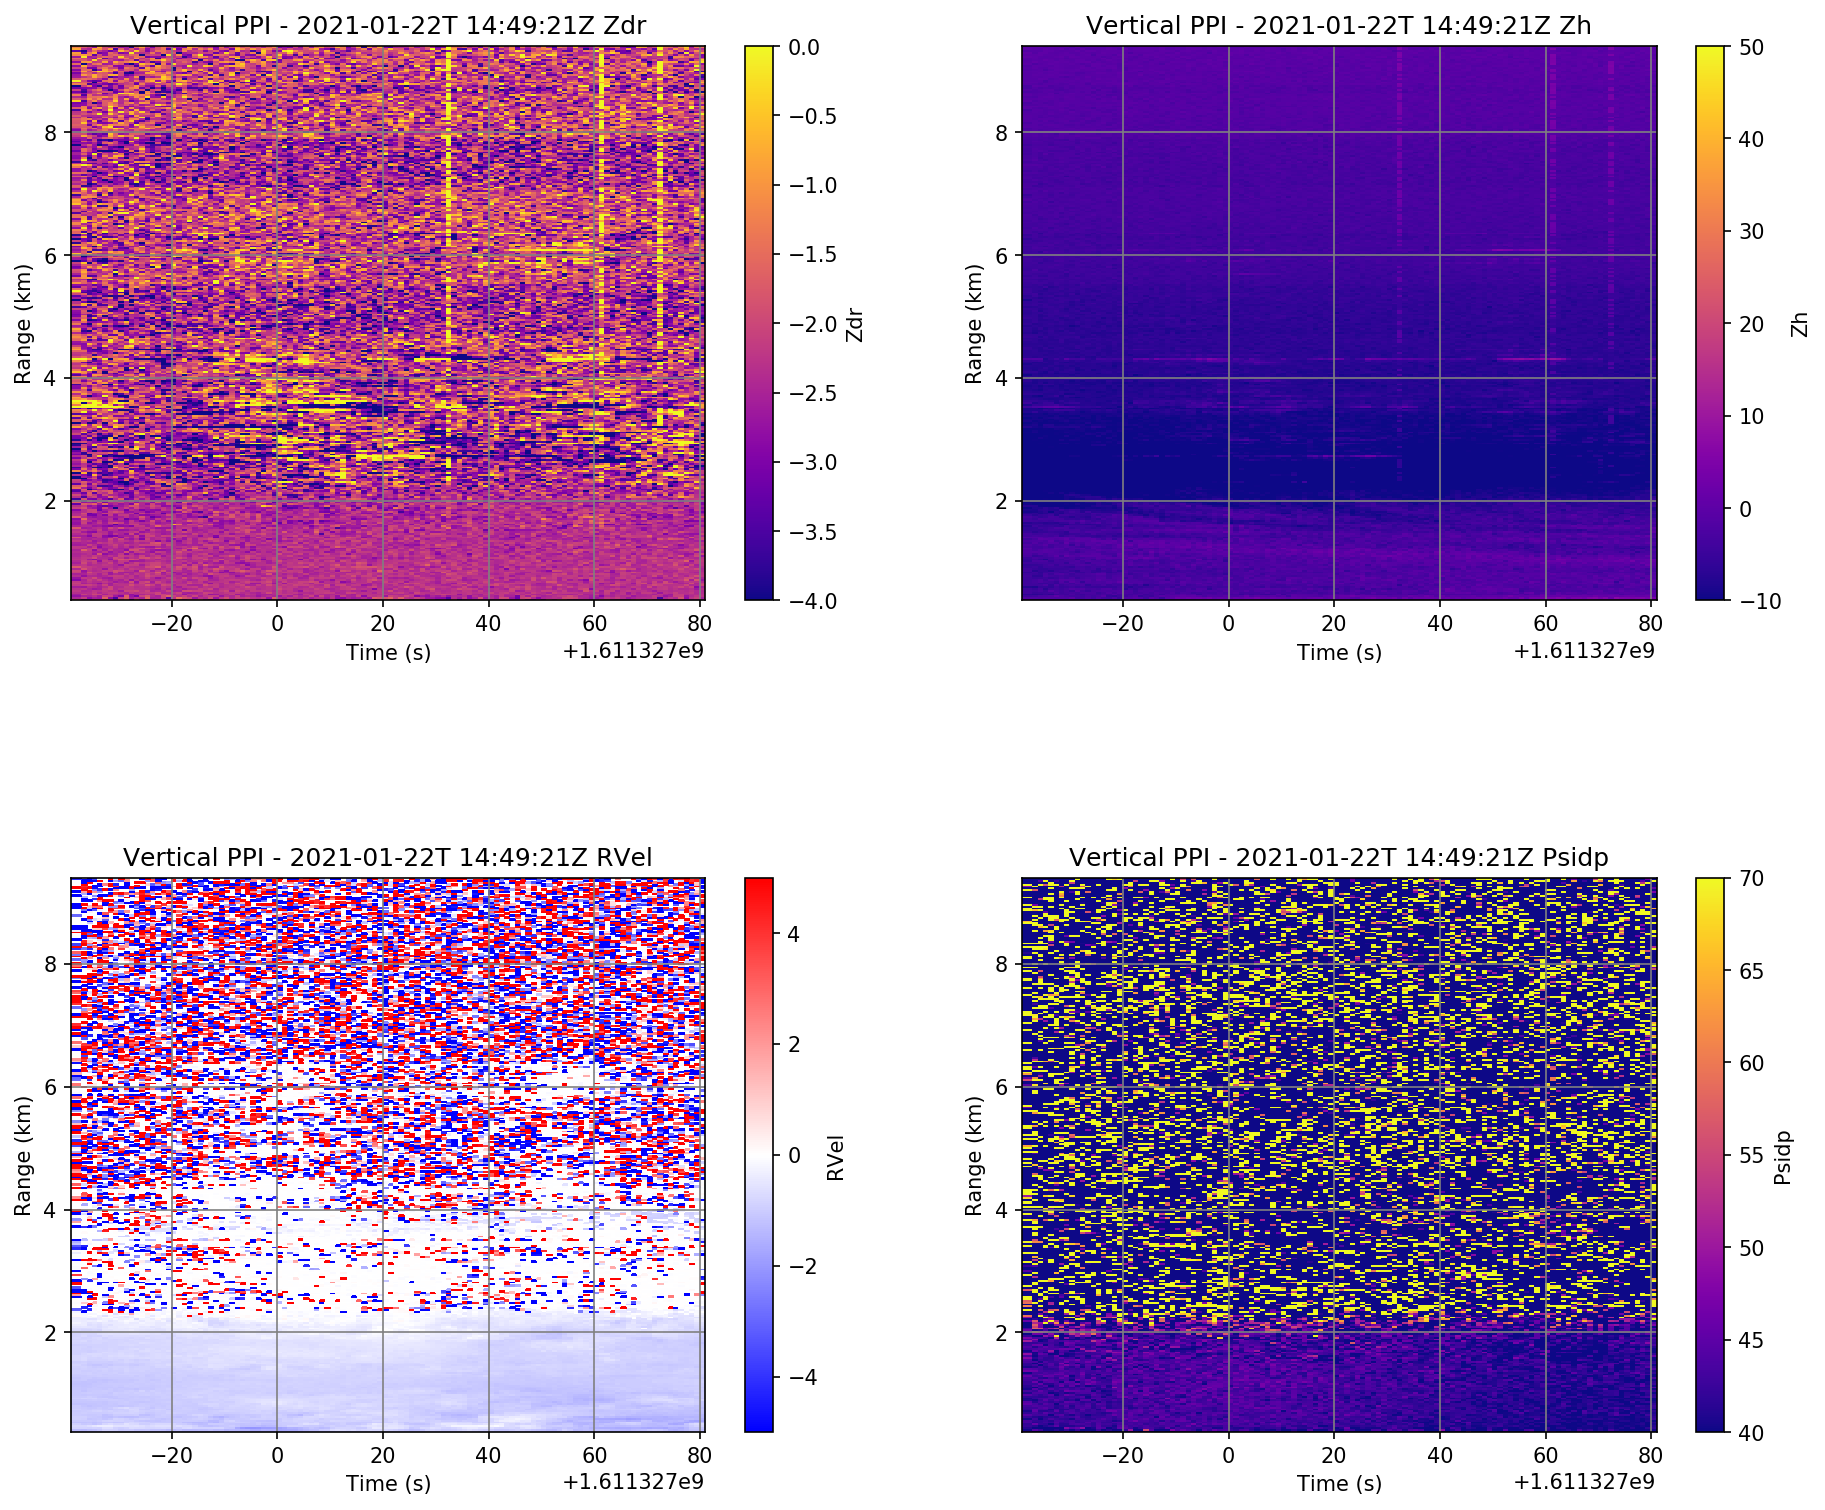 Vertical PPI - 2021-01-22T 14:49:21Z Zdr
8
6
4
2
Range (km)
−20 0 20 40 60 80
Time (s)
+1.611327e9
0.0
−0.5
−1.0
−1.5
−2.0
−2.5
−3.0
−3.5
−4.0
Zdr
Vertical PPI - 2021-01-22T 14:49:21Z Zh
8
6
4
2
Range (km)
−20 0 20 40 60 80
Time (s)
+1.611327e9
50
40
30
20
10
0
−10
Zh
Vertical PPI - 2021-01-22T 14:49:21Z RVel
8
6
4
2
Range (km)
−20 0 20 40 60 80
Time (s)
+1.611327e9
4
2
0
−2
−4
RVel
Vertical PPI - 2021-01-22T 14:49:21Z Psidp
8
6
4
2
Range (km)
−20 0 20 40 60 80
Time (s)
+1.611327e9
70
65
60
55
50
45
40
Psidp